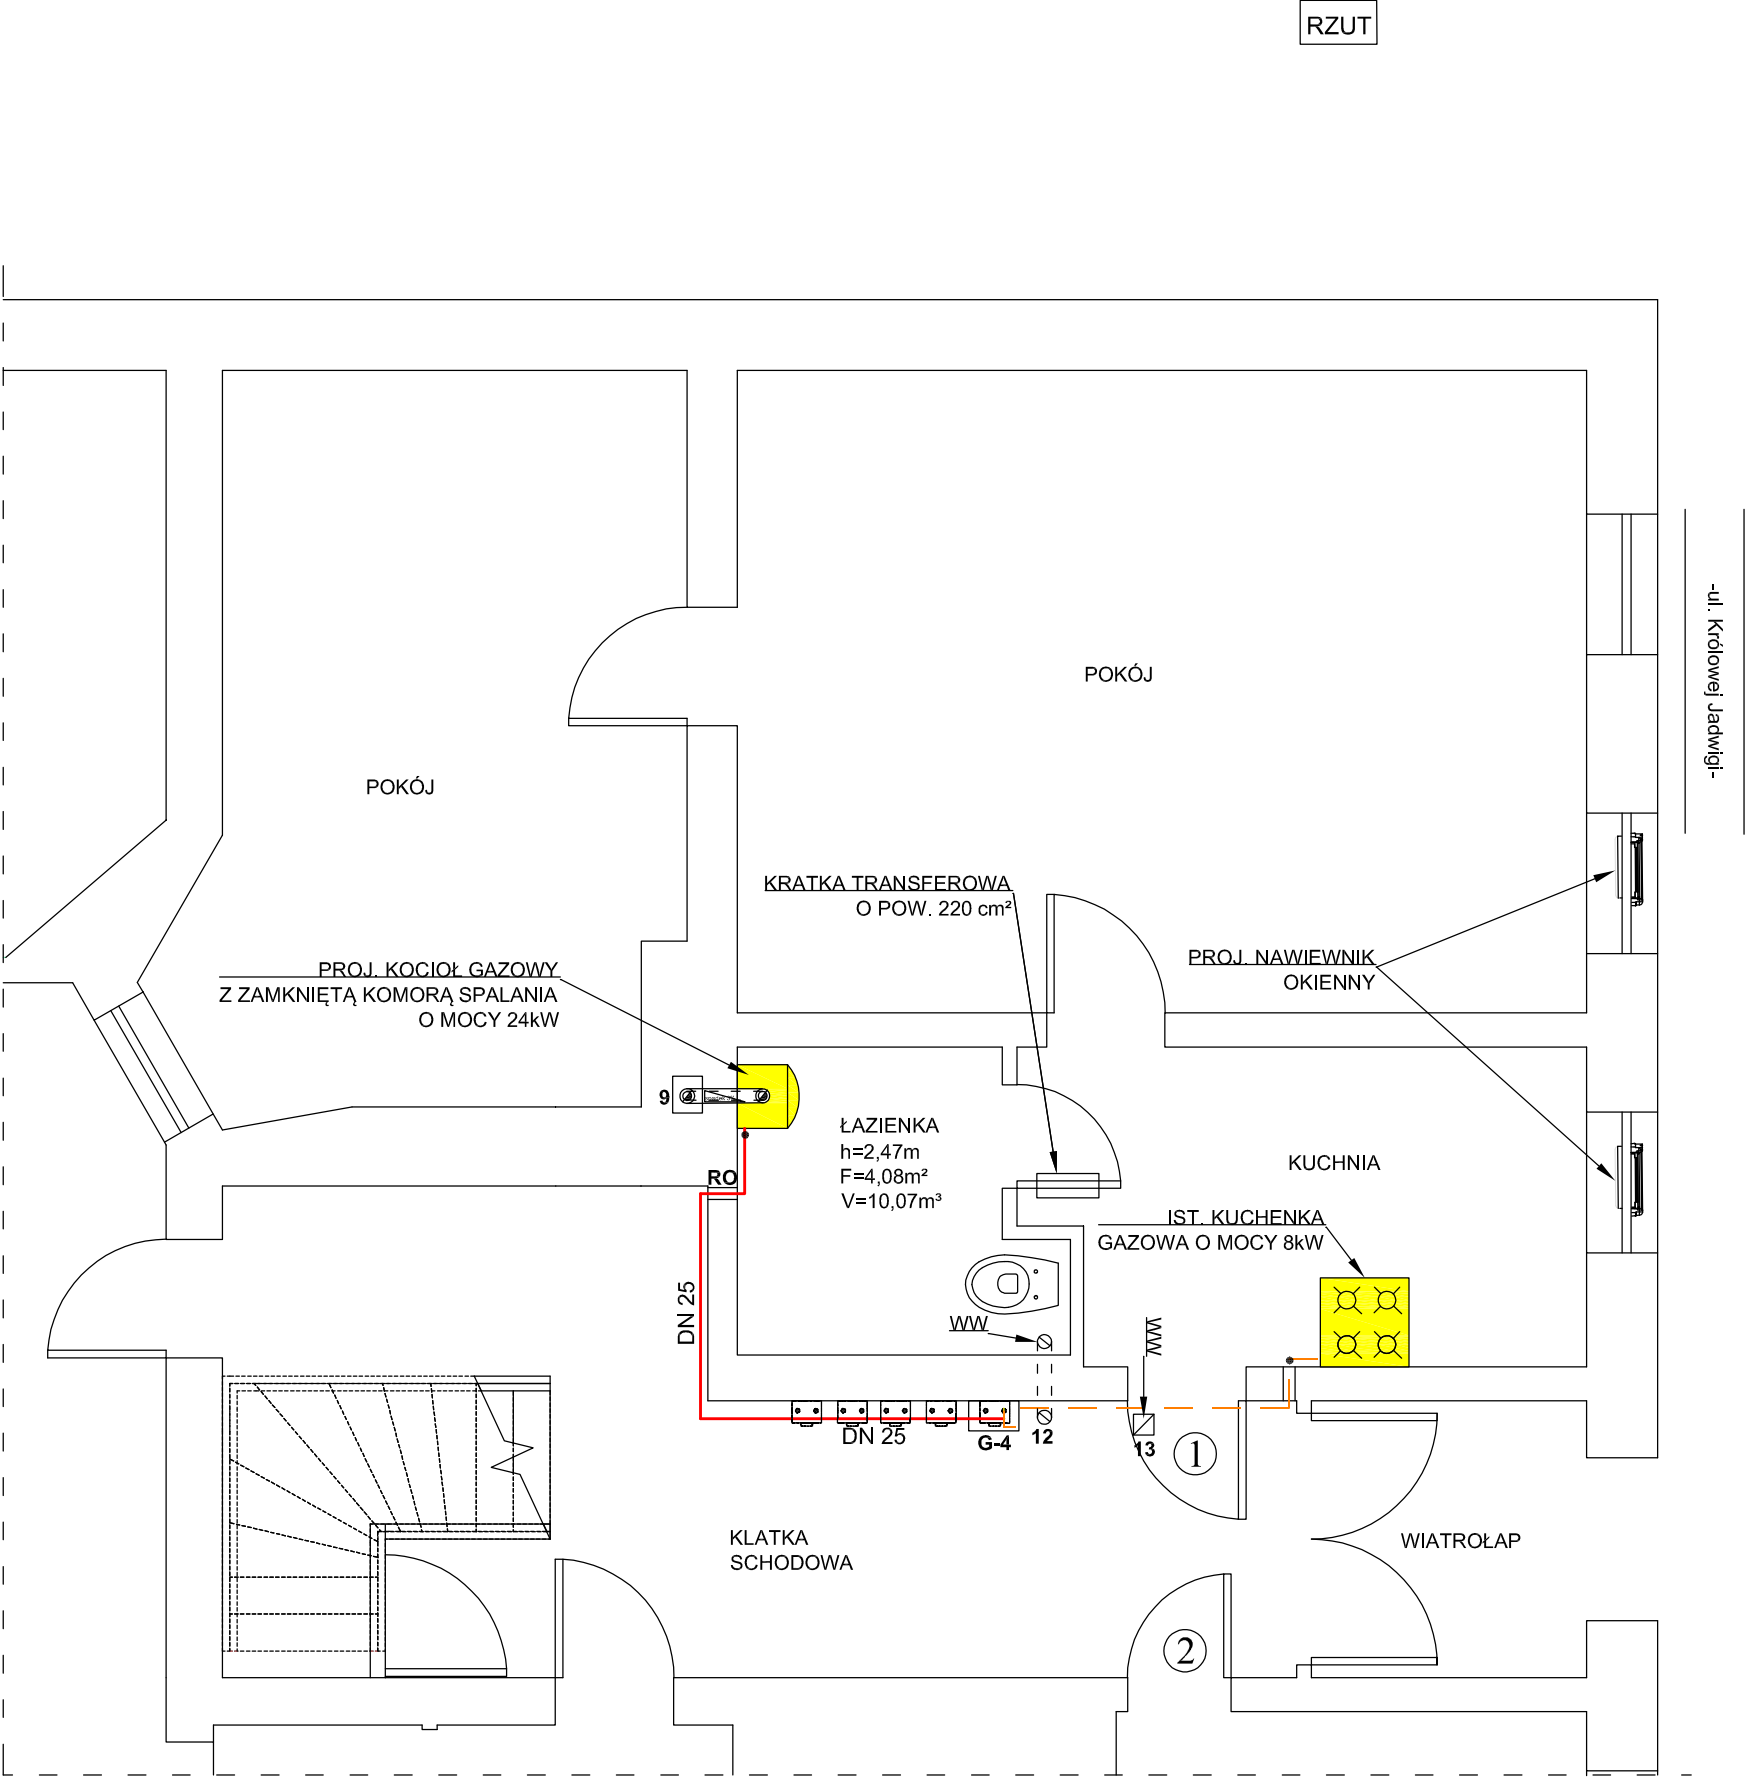 RZUT
-ul. Królowej Jadwigi-
POKÓJ
POKÓJ
KRATKA TRANSFEROWA
O POW. 220 cm²
PROJ. NAWIEWNIK
OKIENNY
PROJ. KOCIOŁ GAZOWY
Z ZAMKNIĘTĄ KOMORĄ SPALANIA
O MOCY 24kW
9
ŁAZIENKA
h=2,47m
F=4,08m²
V=10,07m³
KUCHNIA
RO
IST. KUCHENKA
GAZOWA O MOCY 8kW
DN 25
WW
WW
DN 25
G-4
12
13
1
KLATKA
SCHODOWA
WIATROŁAP
2